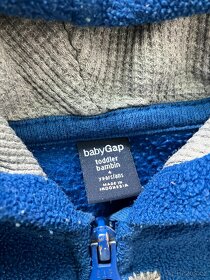 babyGap
toddler
bambin
4
years/ans
MADE IN
INDONESIA